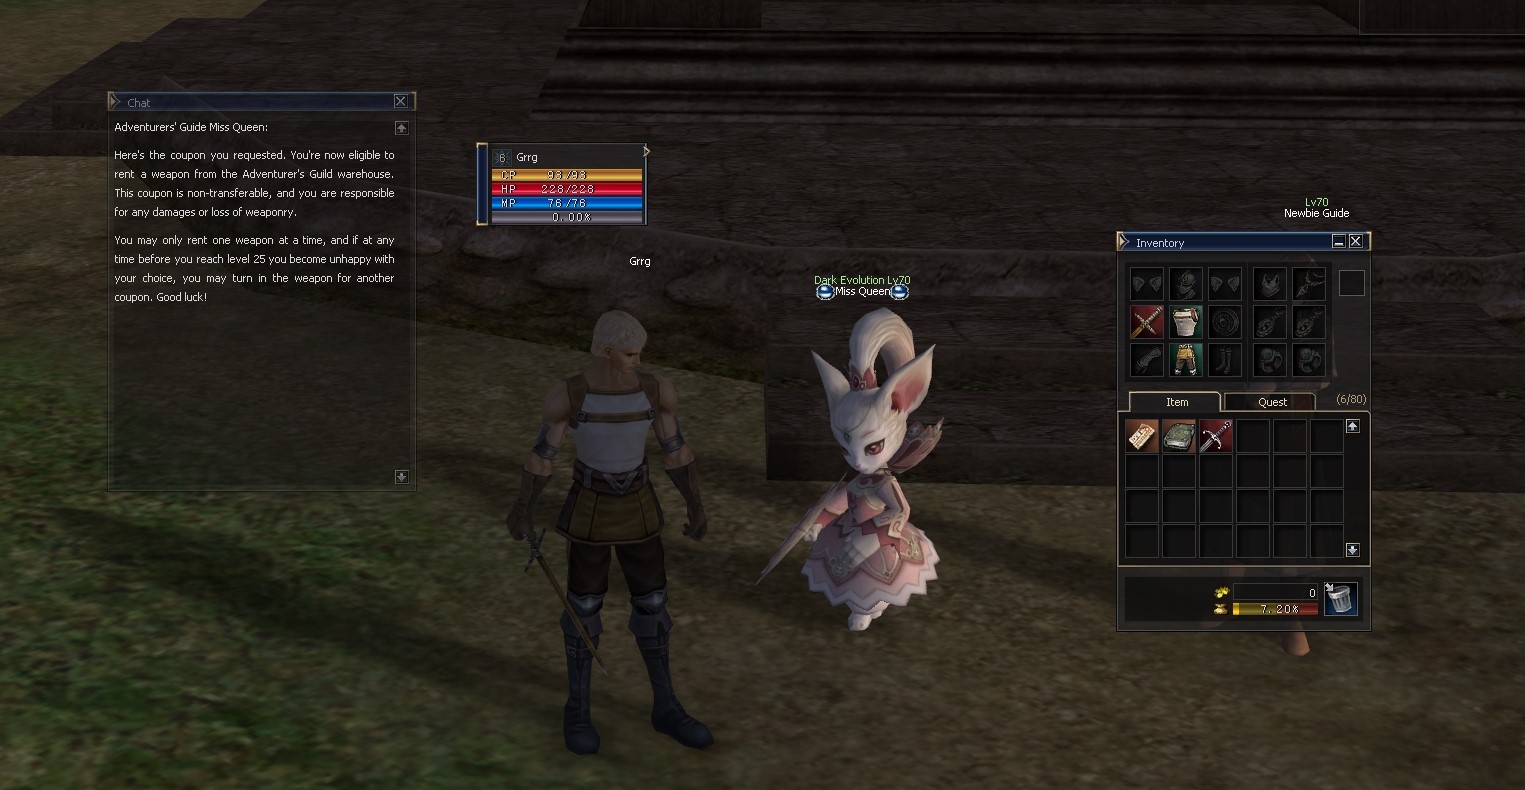 Chat
Adventurers' Guide Miss Queen:
Here's the coupon you requested. You're now eligible to
rent a weapon from the Adventurer's Guild warehouse.
This coupon is non-transferable, and you are responsible
for any damages or loss of weaponry.
You may only rent one weapon at a time, and if at any
time before you reach level 25 you become unhappy with
your choice, you may turn in the weapon for another
coupon. Good luck!
6 Grrg
CP 93/93
HP 228/228
MP 76/76
0.00%
Grrg
Dark Evolution Lv70
Miss Queen
Lv70
Newbie Guide
Inventory
Item Quest (6/80)
0
7.20%